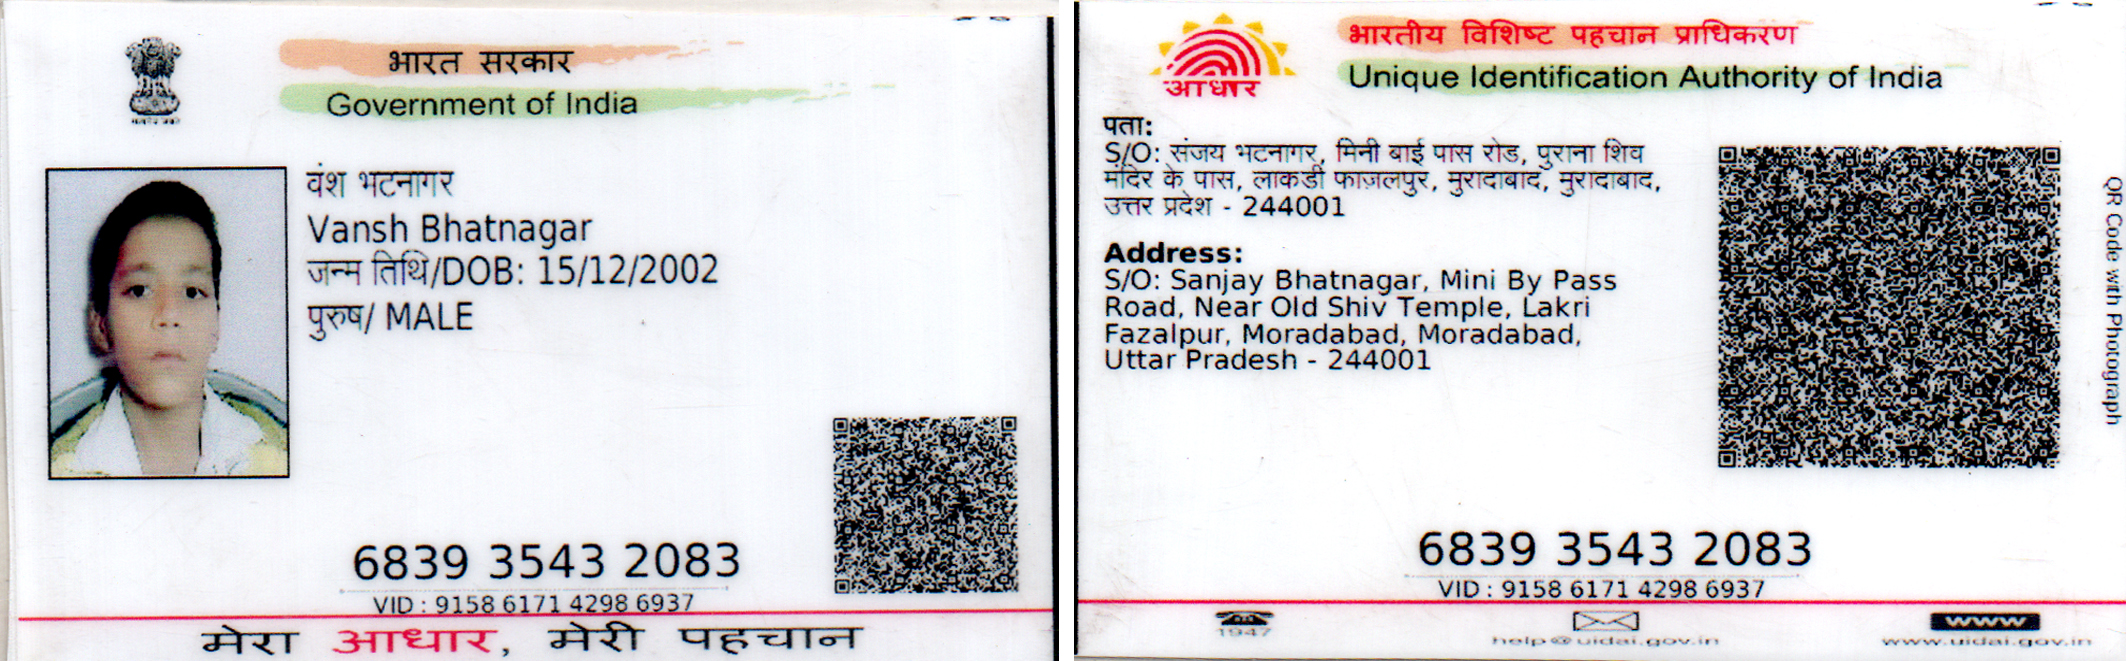 भारत सरकार
Government of India
वंश भटनागर
Vansh Bhatnagar
जन्म तिथि/DOB: 15/12/2002
पुरुष/ MALE
6839 3543 2083
VID : 9158 6171 4298 6937
मेरा आधार, मेरी पहचान
भारतीय विशिष्ट पहचान प्राधिकरण
Unique Identification Authority of India
आधार
पता:
S/O: संजय भटनागर, मिनी बाई पास रोड, पुराना शिव
मंदिर के पास, लाकडी फाज़लपुर, मुरादाबाद, मुरादाबाद,
उत्तर प्रदेश - 244001
Address:
S/O: Sanjay Bhatnagar, Mini By Pass
Road, Near Old Shiv Temple, Lakri
Fazalpur, Moradabad, Moradabad,
Uttar Pradesh - 244001
QR Code with Photograph
6839 3543 2083
VID : 9158 6171 4298 6937
1947
help@uidai.gov.in
www
www.uidai.gov.in